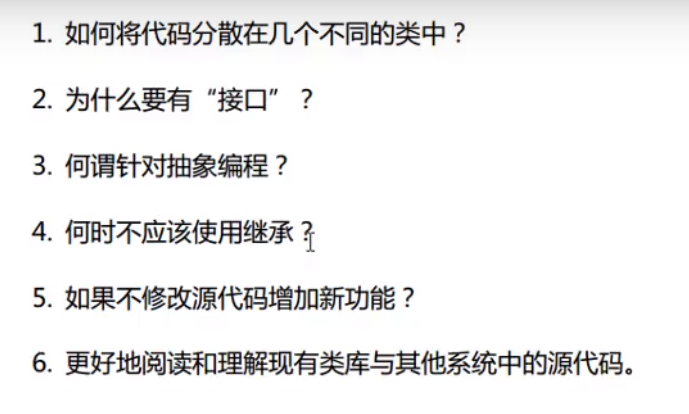 1. 如何将代码分散在几个不同的类中？
2. 为什么要有“接口”？
3. 何谓针对抽象编程？
4. 何时不应该使用继承？
5. 如果不修改源代码增加新功能？
6. 更好地阅读和理解现有类库与其他系统中的源代码。